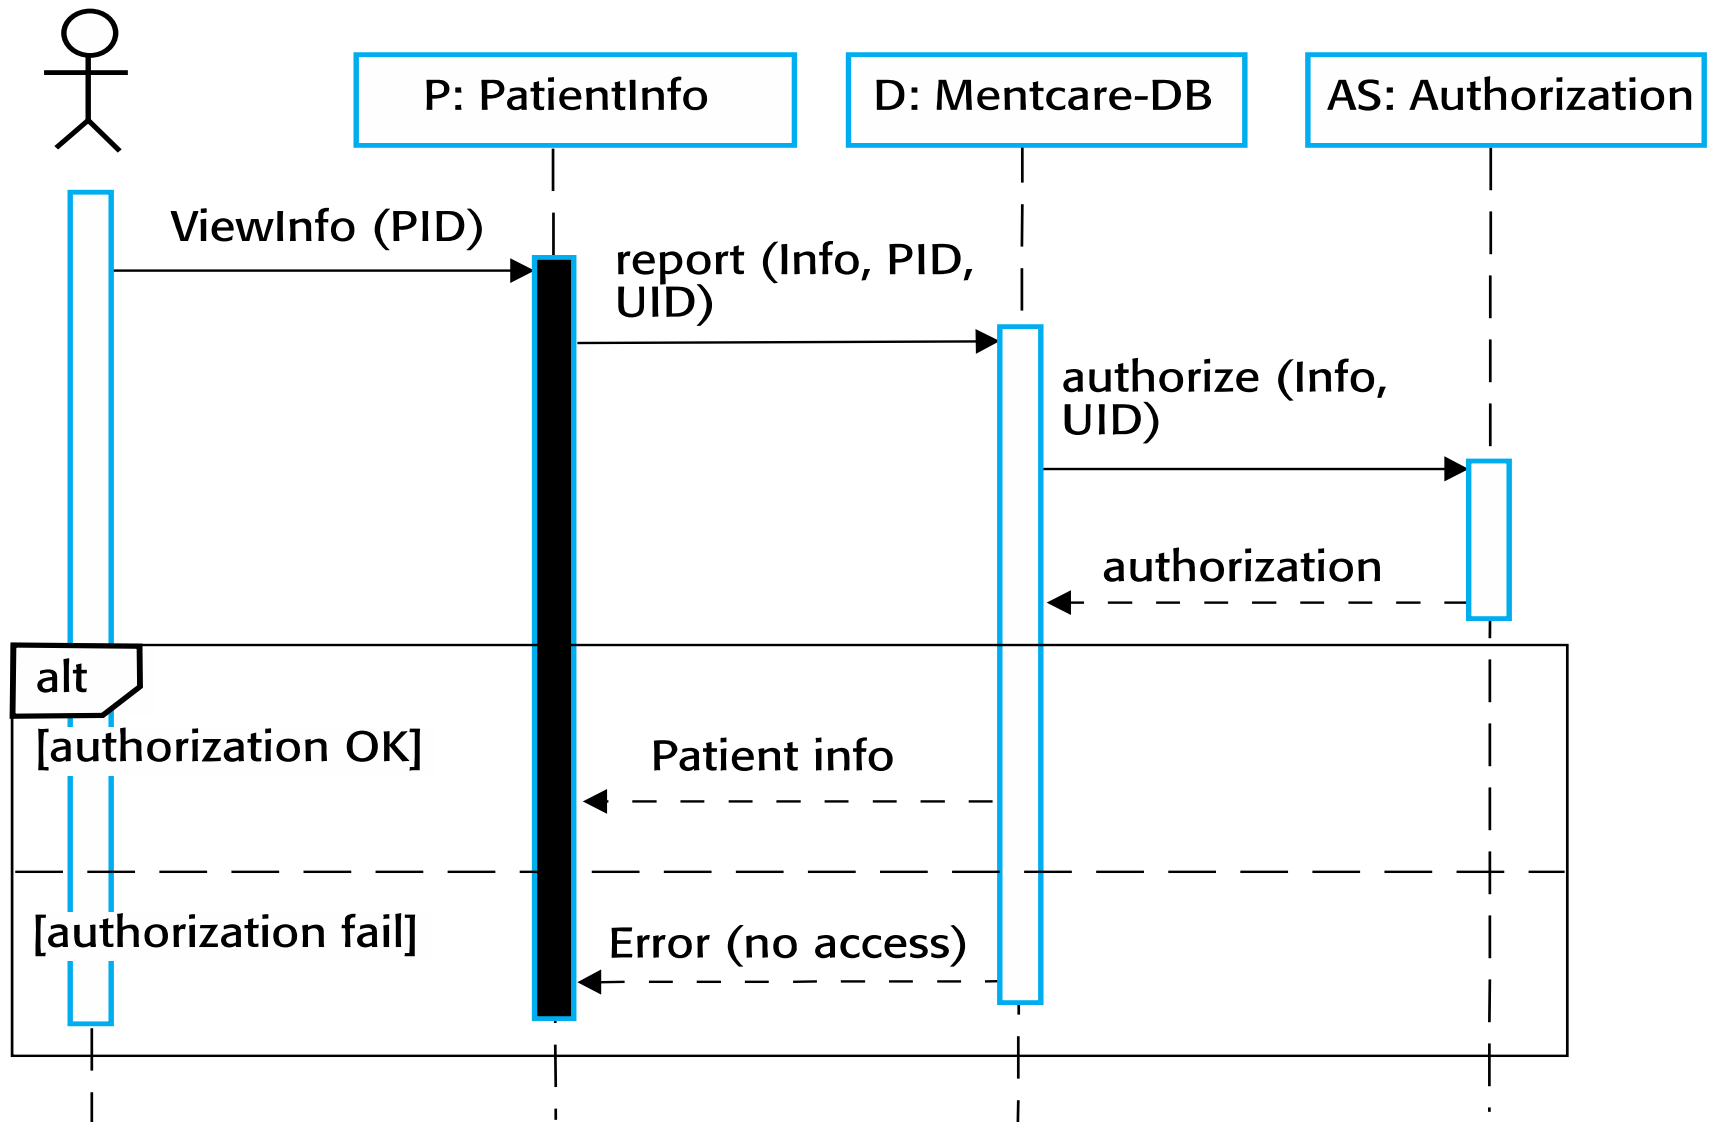 P: PatientInfo
D: Mentcare-DB
AS: Authorization
ViewInfo (PID)
report (Info, PID,
UID)
authorize (Info,
UID)
authorization
alt
[authorization OK]
Patient info
[authorization fail]
Error (no access)